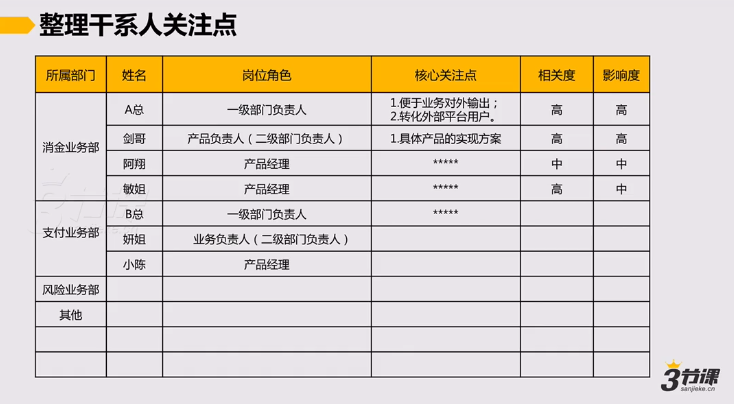 整理干系人关注点
所属部门 姓名 岗位角色 核心关注点 相关度 影响度
消金业务部
A总 一级部门负责人 1.便于业务对外输出；
2.转化外部平台用户。 高 高
剑哥 产品负责人（二级部门负责人） 1.具体产品的实现方案 高 高
阿翔 产品经理 ***** 中 中
敏姐 产品经理 ***** 高 中
支付业务部
B总 一级部门负责人 *****
妍姐 业务负责人（二级部门负责人）
小陈 产品经理
风险业务部
其他
3节课
sanjieke.cn